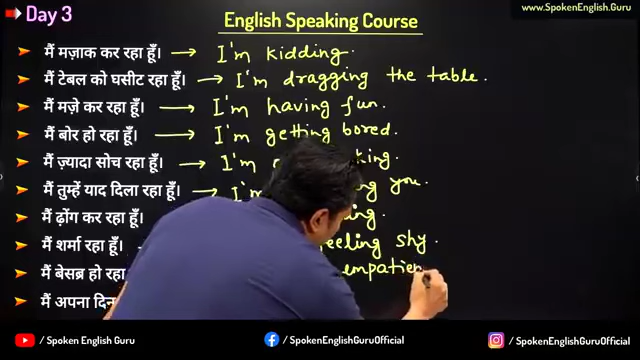 Day 3
English Speaking Course
www.SpokenEnglish.Guru
मैं मज़ाक कर रहा हूँ। → I'm kidding.
मैं टेबल को घसीट रहा हूँ। → I'm dragging the table.
मैं मज़े कर रहा हूँ। → I'm having fun.
मैं बोर हो रहा हूँ। → I'm getting bored.
मैं ज़्यादा सोच रहा हूँ। → I'm
मैं तुम्हें याद दिला रहा हूँ। → I'm you.
मैं ढ़ोंग कर रहा हूँ।
मैं शर्मा रहा हूँ। feeling shy.
मैं बेसब्र हो रहा empatien
मैं अपना दिन
/ Spoken English Guru
/ SpokenEnglishGuruOfficial
/ SpokenEnglishGuruOfficial